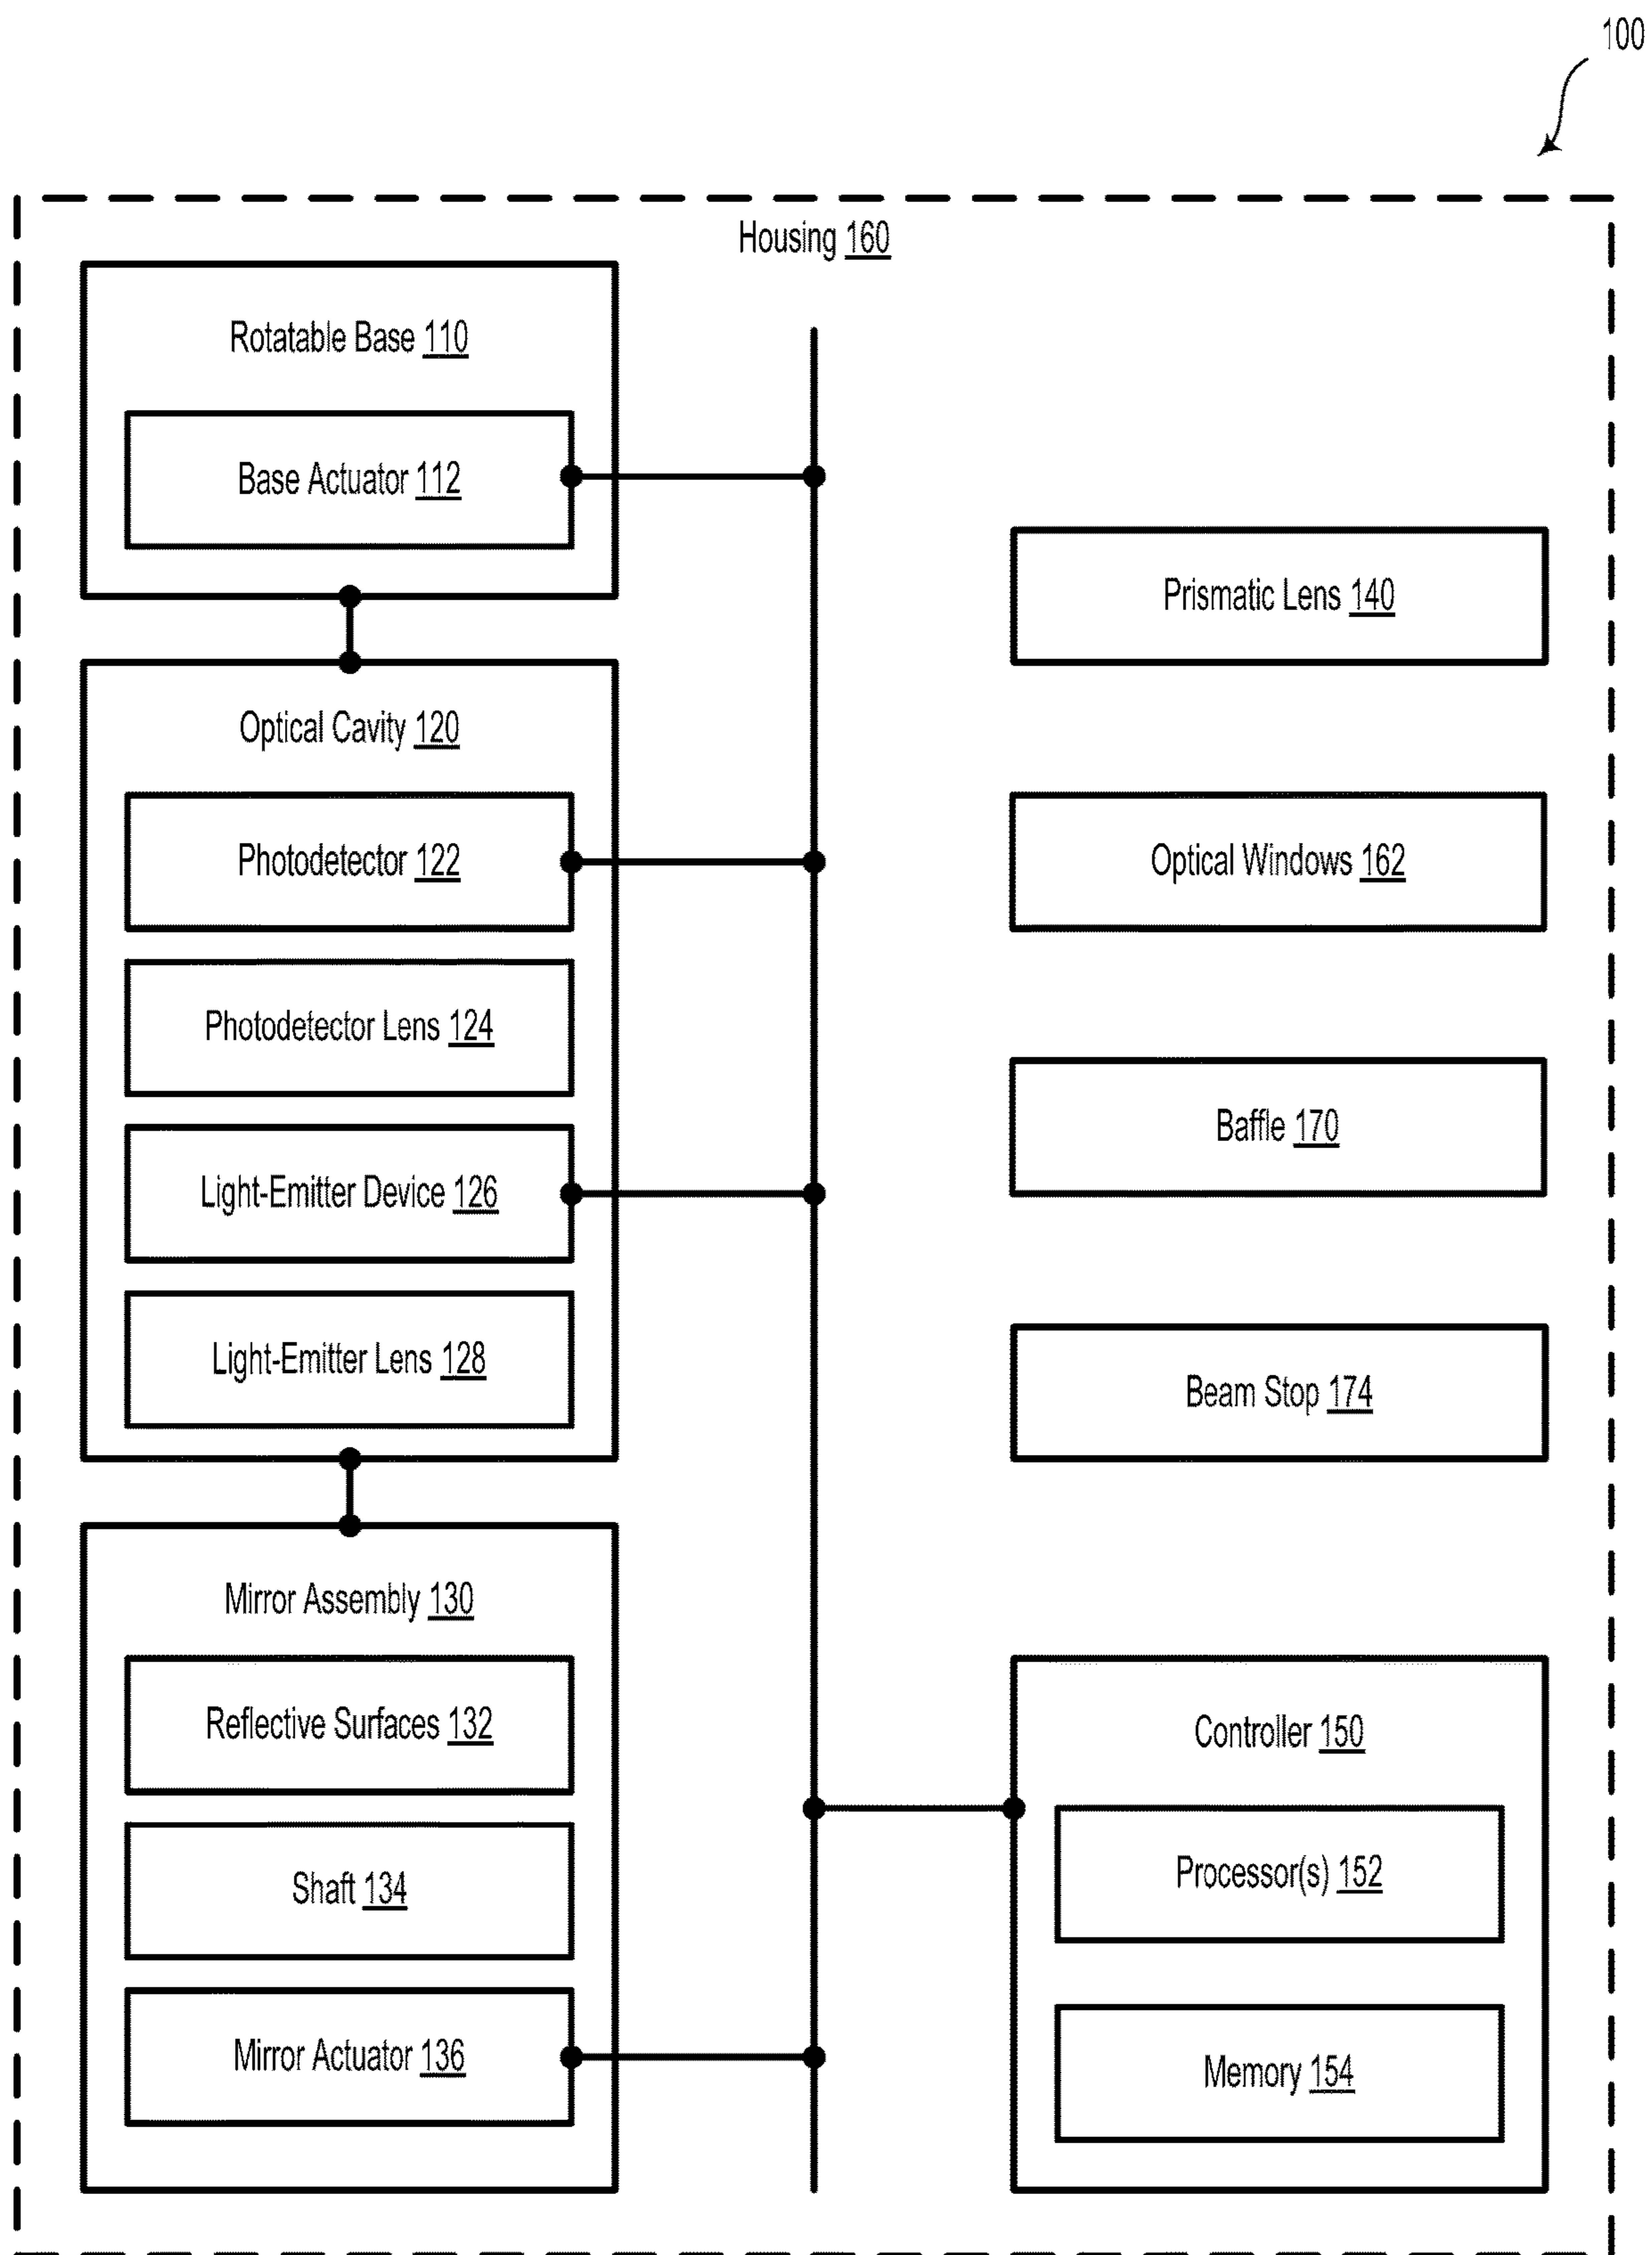 100
Housing 160
Rotatable Base 110
Base Actuator 112
Optical Cavity 120
Photodetector 122
Photodetector Lens 124
Light-Emitter Device 126
Light-Emitter Lens 128
Mirror Assembly 130
Reflective Surfaces 132
Shaft 134
Mirror Actuator 136
Prismatic Lens 140
Optical Windows 162
Baffle 170
Beam Stop 174
Controller 150
Processor(s) 152
Memory 154